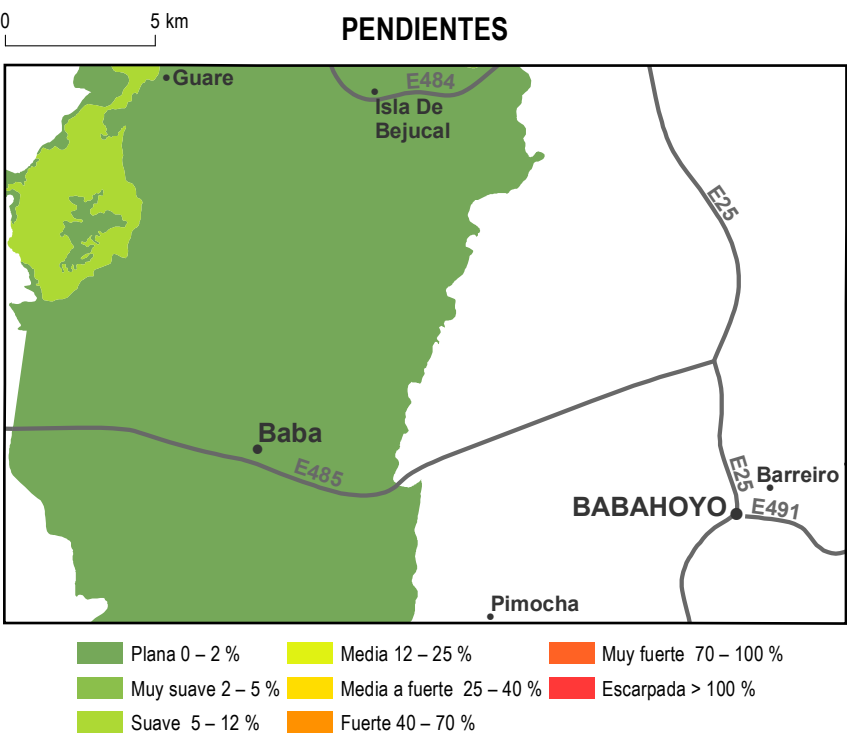 0 5 km
PENDIENTES
Guare
E484
Isla De
Bejucal
E25
Baba
E485
E25
Barreiro
BABAHOYO
E491
Pimocha
Plana 0 – 2 %
Muy suave 2 – 5 %
Suave 5 – 12 %
Media 12 – 25 %
Media a fuerte 25 – 40 %
Fuerte 40 – 70 %
Muy fuerte 70 – 100 %
Escarpada > 100 %